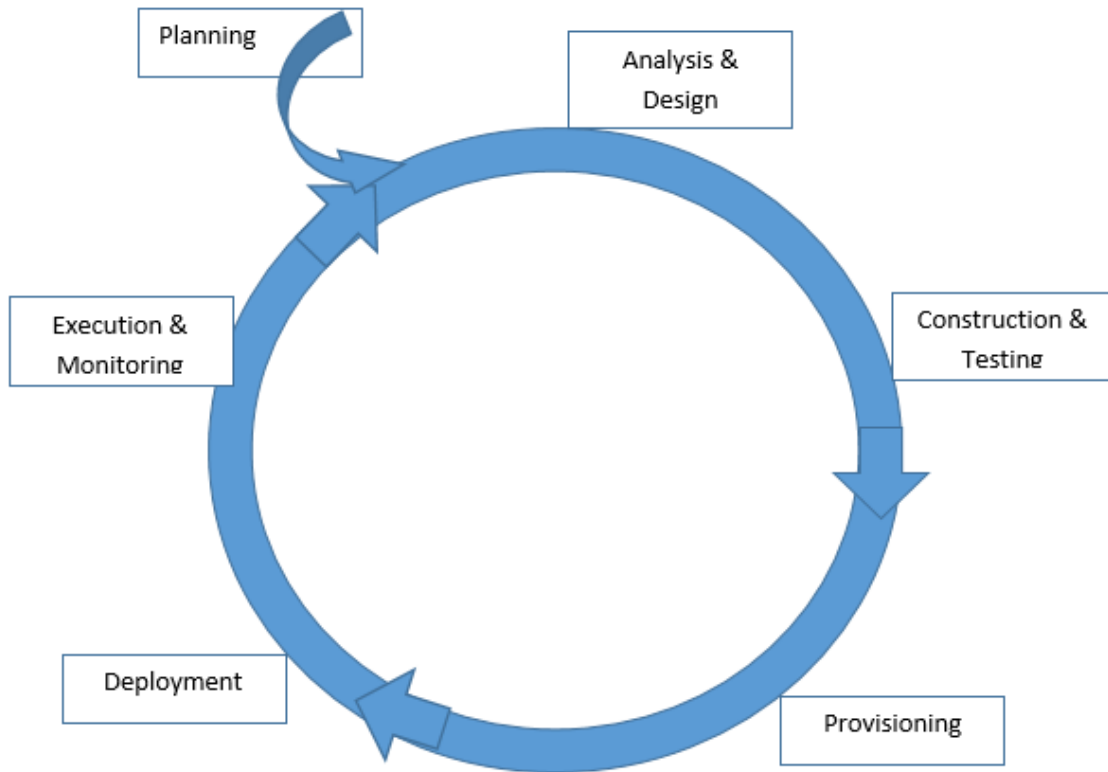 Planning
Analysis &
Design
Construction &
Testing
Provisioning
Deployment
Execution &
Monitoring